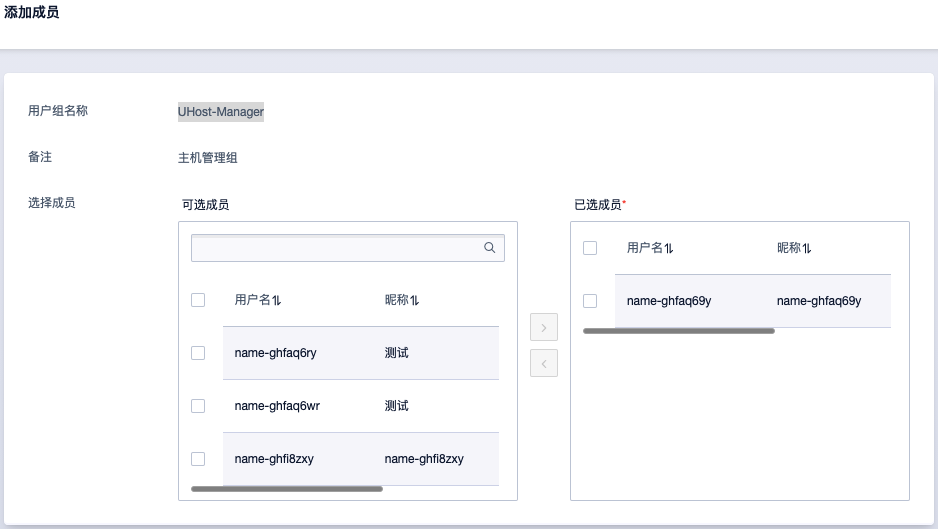 添加成员
用户组名称 UHost-Manager
备注 主机管理组
选择成员
可选成员
用户名 昵称
name-ghfaq6ry 测试
name-ghfaq6wr 测试
name-ghfi8zxy name-ghfi8zxy
已选成员*
用户名 昵称
name-ghfaq69y name-ghfaq69y